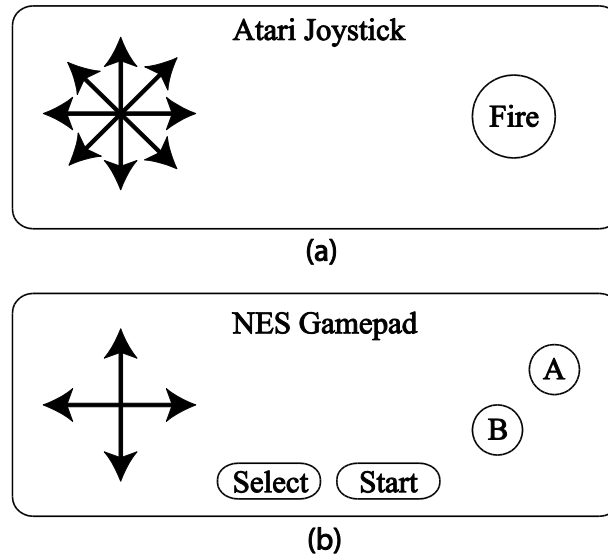 Atari Joystick
Fire
(a)
NES Gamepad
A
B
Select Start
(b)